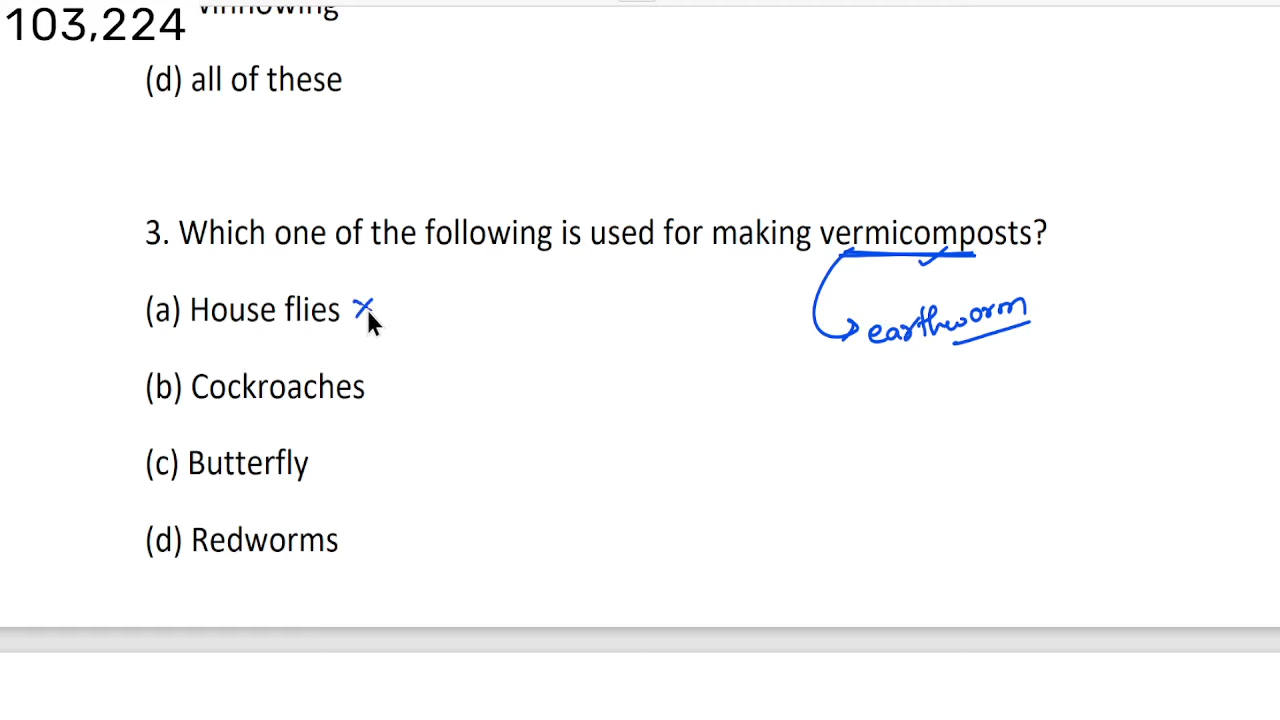 103,224
(d) all of these
3. Which one of the following is used for making vermicomposts?
(a) House flies x
earthworm
(b) Cockroaches
(c) Butterfly
(d) Redworms